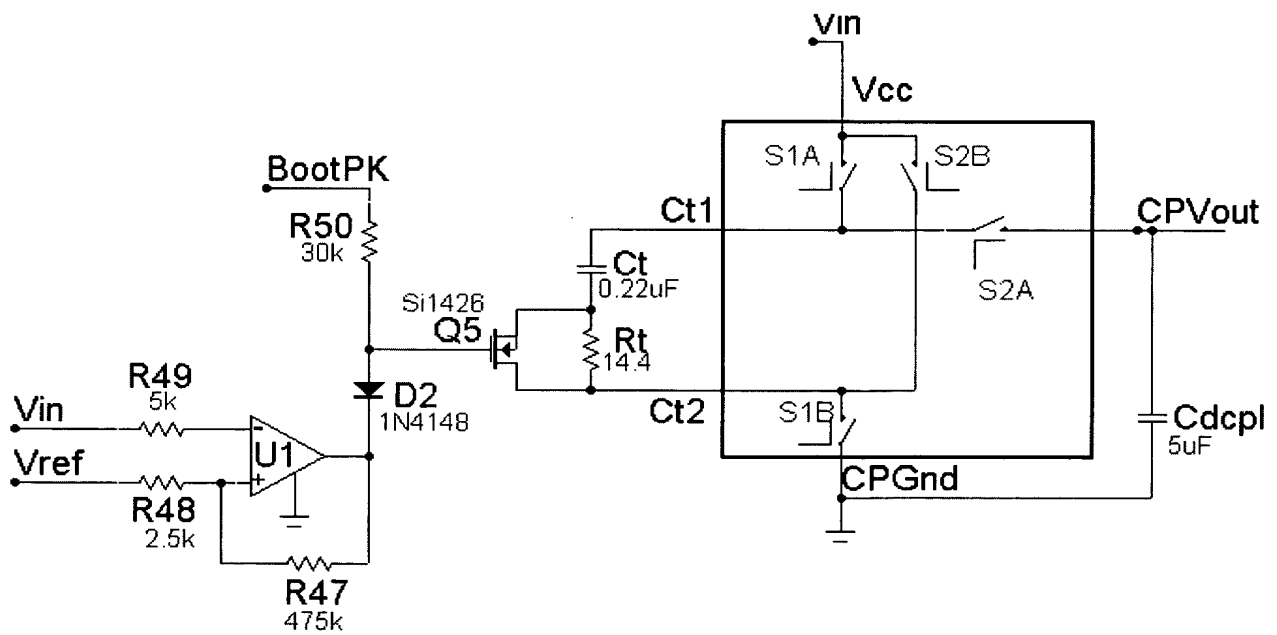 Vin
Vcc
S1A
S2B
BootPK
R50
30k
Ct1
CPVout
Ct
0.22uF
S2A
Si1426
Q5
Rt
14.4
R49
5k
D2
1N4148
Ct2
S1B
Cdcpl
5uF
Vin
-
U1
Vref
+
CPGnd
R48
2.5k
R47
475k